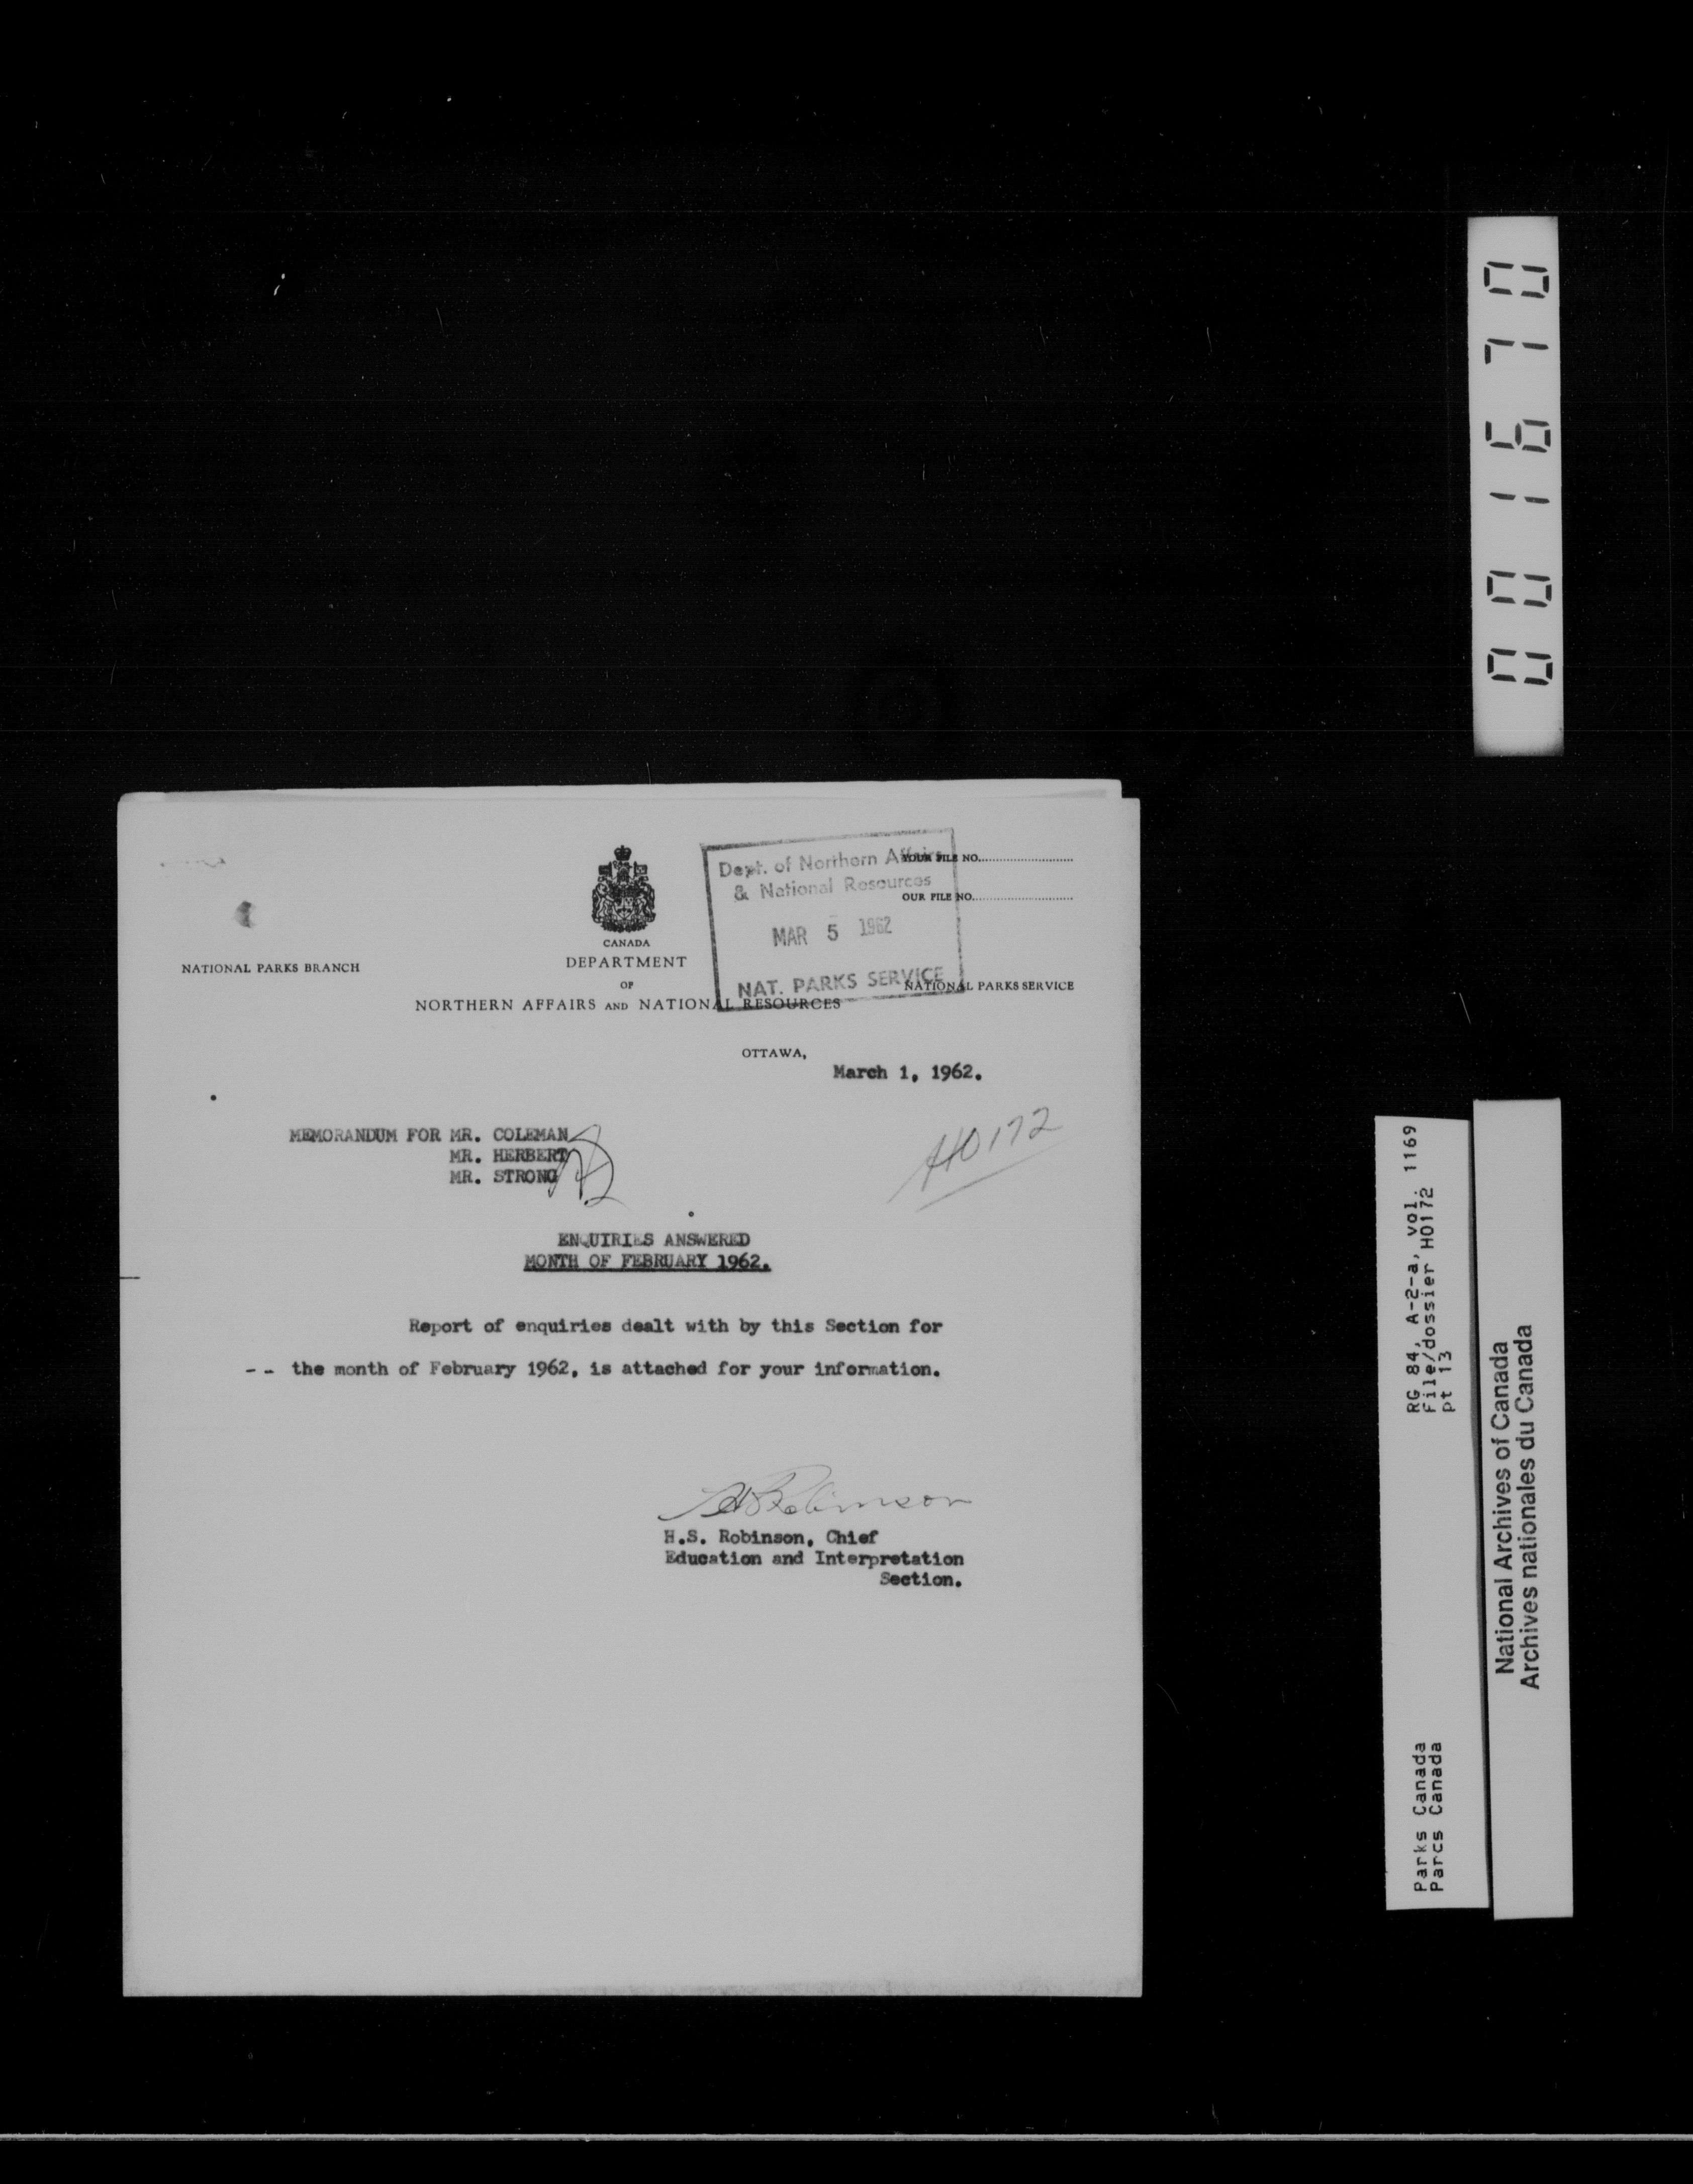 Dept. of Northern Affairs
& National Resources
MAR 5 1962
NAT. PARKS SERVICE
YOUR FILE NO.
OUR FILE NO.
CANADA
NATIONAL PARKS BRANCH
DEPARTMENT
OF
NORTHERN AFFAIRS AND NATIONAL RESOURCES
NATIONAL PARKS SERVICE
OTTAWA,
March 1, 1962.
H0172
MEMORANDUM FOR MR. COLEMAN
MR. HERBERT
MR. STRONG
ENQUIRIES ANSWERED
MONTH OF FEBRUARY 1962.
Report of enquiries dealt with by this Section for
-- the month of February 1962, is attached for your information.
HSRobinson
H.S. Robinson, Chief
Education and Interpretation
Section.
001670
Parks Canada
Parcs Canada
RG 84, A-2-a, vol. 1169
File/dossier H0172
pt 13
National Archives of Canada
Archives nationales du Canada